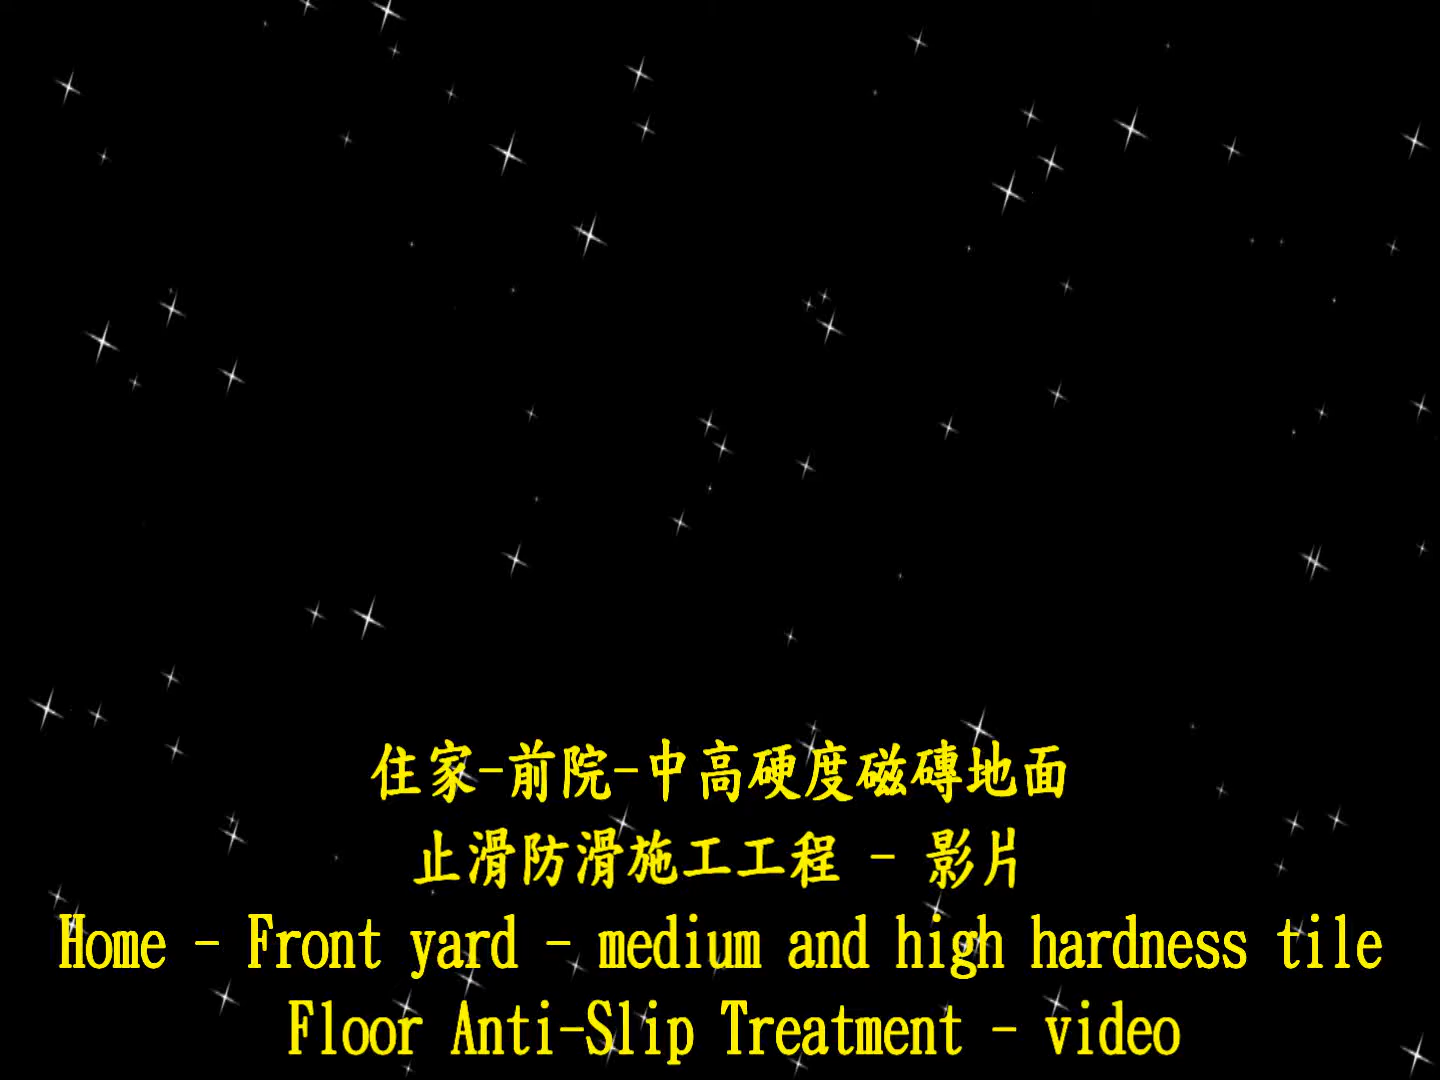 住家-前院-中高硬度磁磚地面
止滑防滑施工工程 - 影片
Home - Front yard - medium and high hardness tile
Floor Anti-Slip Treatment - video